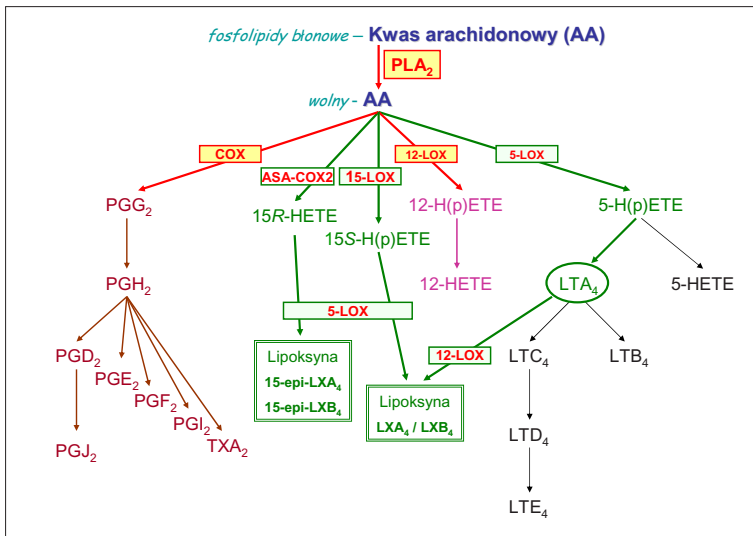 fosfolipidy błonowe – Kwas arachidonowy (AA)
PLA₂
wolny - AA
COX
ASA-COX2
15-LOX
12-LOX
5-LOX
PGG₂
15R-HETE
15S-H(p)ETE
12-H(p)ETE
5-H(p)ETE
PGH₂
12-HETE
LTA₄
5-HETE
5-LOX
12-LOX
PGD₂
PGE₂
PGF₂
PGI₂
TXA₂
PGJ₂
Lipoksyna
15-epi-LXA₄
15-epi-LXB₄
Lipoksyna
LXA₄ / LXB₄
LTC₄
LTB₄
LTD₄
LTE₄